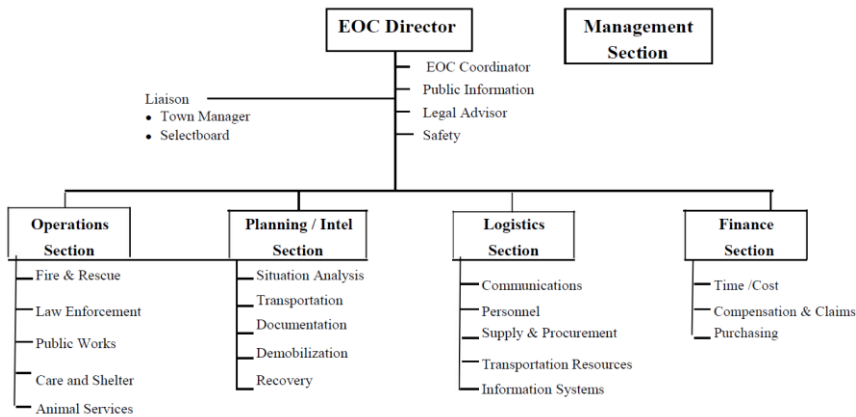 EOC Director
Management
Section
EOC Coordinator
Public Information
Legal Advisor
Safety
Liaison
• Town Manager
• Selectboard
Operations
Section
Fire & Rescue
Law Enforcement
Public Works
Care and Shelter
Animal Services
Planning / Intel
Section
Situation Analysis
Transportation
Documentation
Demobilization
Recovery
Logistics
Section
Communications
Personnel
Supply & Procurement
Transportation Resources
Information Systems
Finance
Section
Time /Cost
Compensation & Claims
Purchasing